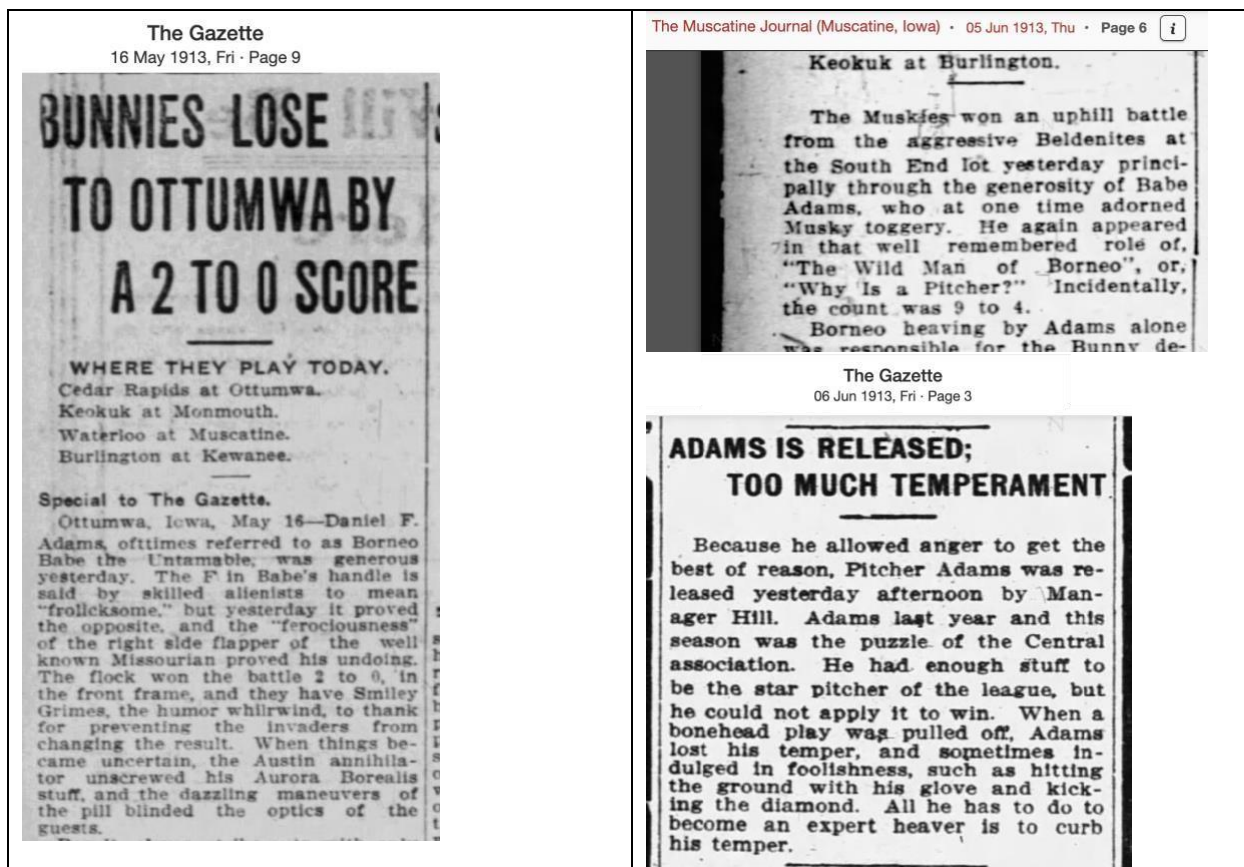 The Gazette
16 May 1913, Fri · Page 9
BUNNIES LOSE
TO OTTUMWA BY
A 2 TO 0 SCORE
WHERE THEY PLAY TODAY.
Cedar Rapids at Ottumwa.
Keokuk at Monmouth.
Waterloo at Muscatine.
Burlington at Kewanee.
Special to The Gazette.
Ottumwa, Iowa, May 16—Daniel F.
Adams, ofttimes referred to as Borneo
Babe the Untamable, was generous
yesterday. The F in Babe's handle is
said by skilled alienists to mean
"frolicksome," but yesterday it proved
the opposite, and the "ferociousness"
of the right side flapper of the well
known Missourian proved his undoing.
The flock won the battle 2 to 0, in
the front frame, and they have Smiley
Grimes, the humor whilrwind, to thank
for preventing the invaders from
changing the result. When things be-
came uncertain, the Austin annihila-
tor unscrewed his Aurora Borealis
stuff, and the dazzling maneuvers of
the pill blinded the optics of the
guests.
The Muscatine Journal (Muscatine, Iowa) · 05 Jun 1913, Thu · Page 6 i
Keokuk at Burlington.
The Muskies won an uphill battle
from the aggressive Beldenites at
the South End lot yesterday princi-
pally through the generosity of Babe
Adams, who at one time adorned
Musky toggery. He again appeared
in that well remembered role of,
"The Wild Man of Borneo", or,
"Why Is a Pitcher?" Incidentally,
the count was 9 to 4.
Borneo heaving by Adams alone
was responsible for the Bunny de-
The Gazette
06 Jun 1913, Fri · Page 3
ADAMS IS RELEASED;
TOO MUCH TEMPERAMENT
Because he allowed anger to get the
best of reason, Pitcher Adams was re-
leased yesterday afternoon by Man-
ager Hill. Adams last year and this
season was the puzzle of the Central
association. He had enough stuff to
be the star pitcher of the league, but
he could not apply it to win. When a
bonehead play was pulled off, Adams
lost his temper, and sometimes in-
dulged in foolishness, such as hitting
the ground with his glove and kick-
ing the diamond. All he has to do to
become an expert heaver is to curb
his temper.